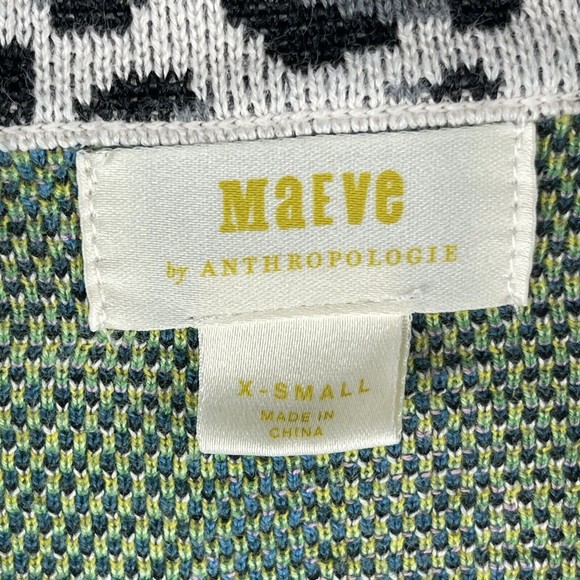 MaEVe
by ANTHROPOLOGIE
X-SMALL
MADE IN
CHINA